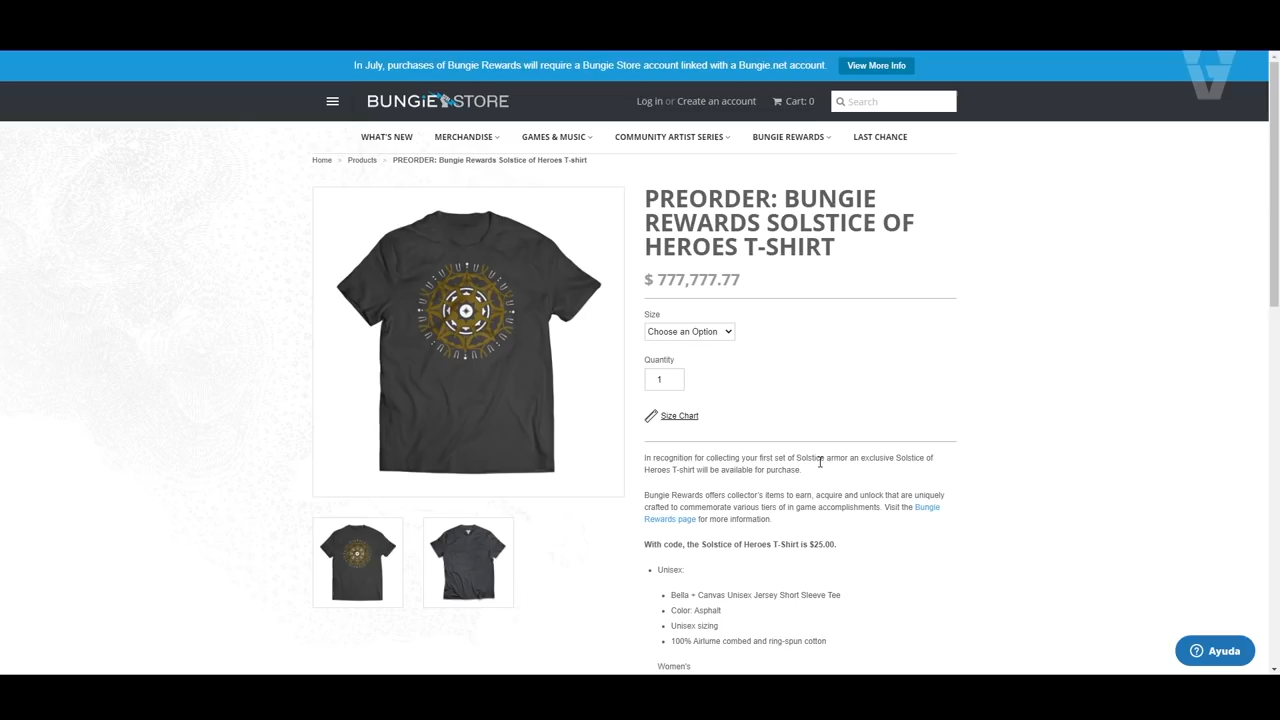 In July, purchases of Bungie Rewards will require a Bungie Store account linked with a Bungie.net account. View More Info
BUNGiE STORE
Log in or Create an account Cart: 0 Search
WHAT'S NEW MERCHANDISE GAMES & MUSIC COMMUNITY ARTIST SERIES BUNGIE REWARDS LAST CHANCE
Home > Products > PREORDER: Bungie Rewards Solstice of Heroes T-shirt
PREORDER: BUNGIE
REWARDS SOLSTICE OF
HEROES T-SHIRT
$ 777,777.77
Size
Choose an Option
Quantity
1
Size Chart
In recognition for collecting your first set of Solstice armor an exclusive Solstice of
Heroes T-shirt will be available for purchase.
Bungie Rewards offers collector's items to earn, acquire and unlock that are uniquely
crafted to commemorate various tiers of in game accomplishments. Visit the Bungie
Rewards page for more information.
With code, the Solstice of Heroes T-Shirt is $25.00.
• Unisex:
• Bella + Canvas Unisex Jersey Short Sleeve Tee
• Color: Asphalt
• Unisex sizing
• 100% Airlume combed and ring-spun cotton
Women's
Ayuda